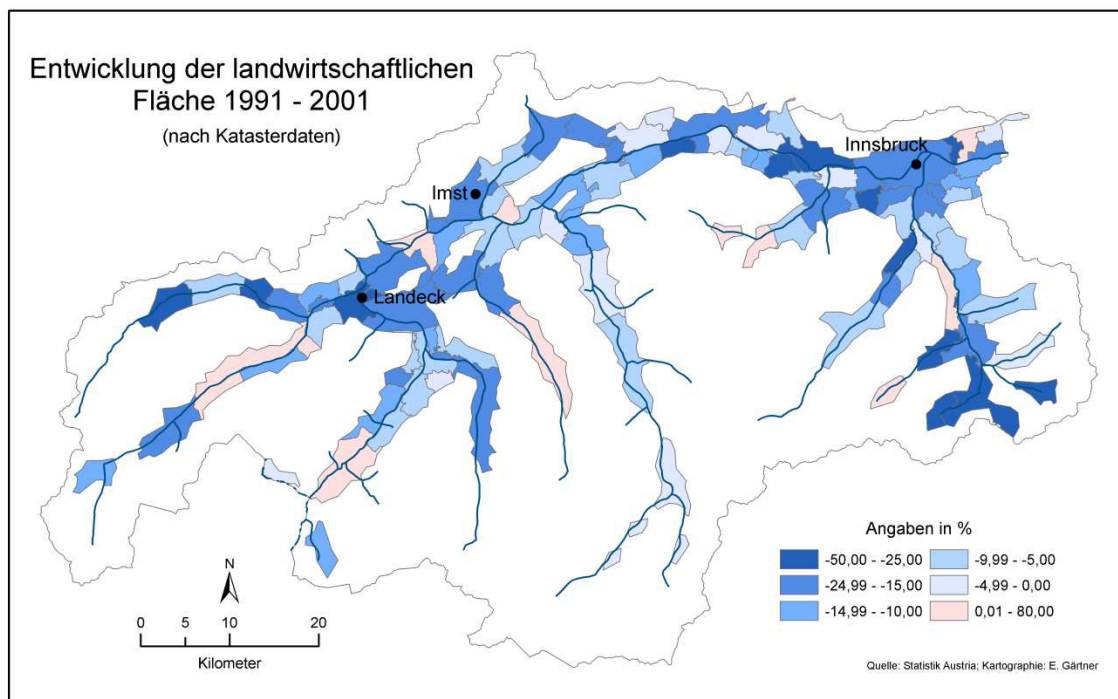 Entwicklung der landwirtschaftlichen
Fläche 1991 - 2001
(nach Katasterdaten)
Innsbruck
Imst
Landeck
Angaben in %
-50,00 - -25,00
-9,99 - -5,00
-24,99 - -15,00
-4,99 - 0,00
-14,99 - -10,00
0,01 - 80,00
N
0 5 10 20
Kilometer
Quelle: Statistik Austria; Kartographie: E. Gärtner